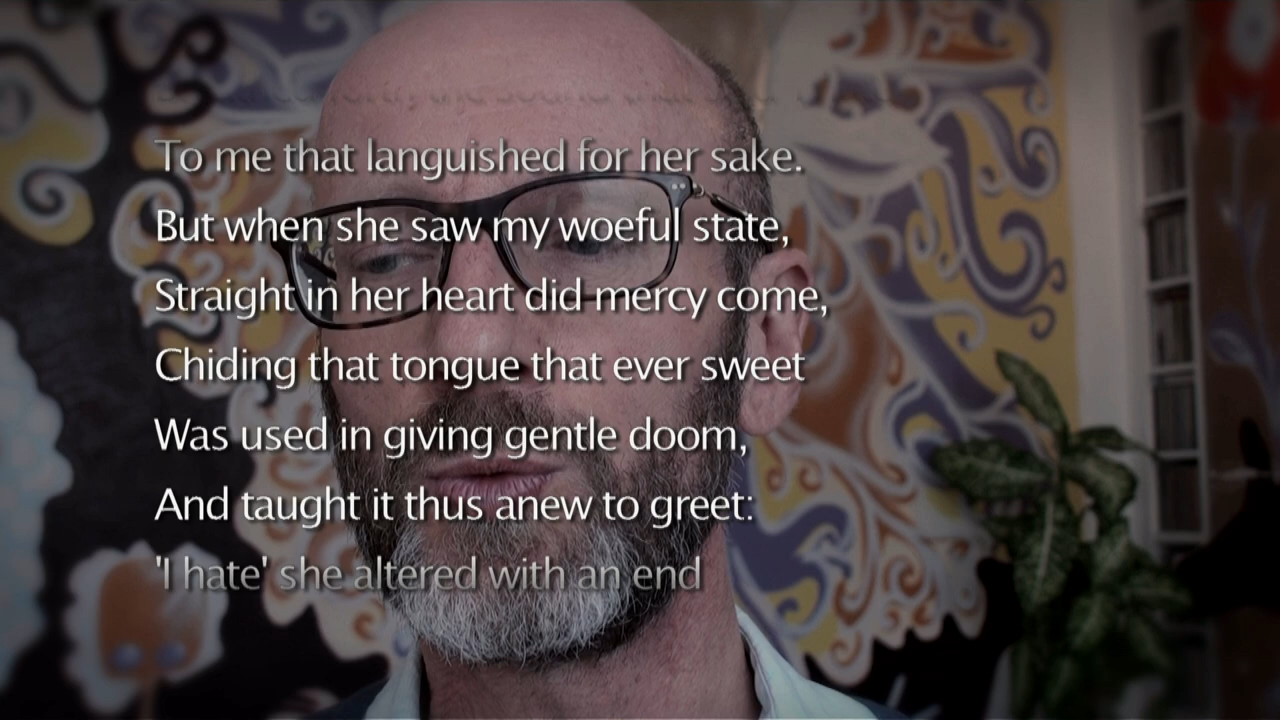 To me that languished for her sake.
But when she saw my woeful state,
Straight in her heart did mercy come,
Chiding that tongue that ever sweet
Was used in giving gentle doom,
And taught it thus anew to greet:
'I hate' she altered with an end